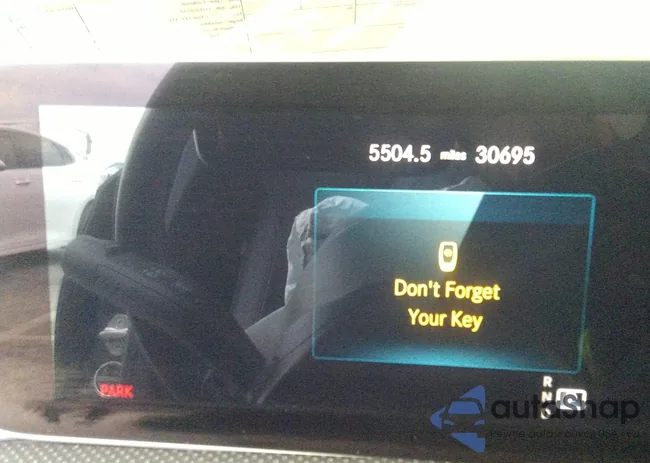 5504.5 miles 30695
Don't Forget
Your Key
PARK
R
N
autoshap